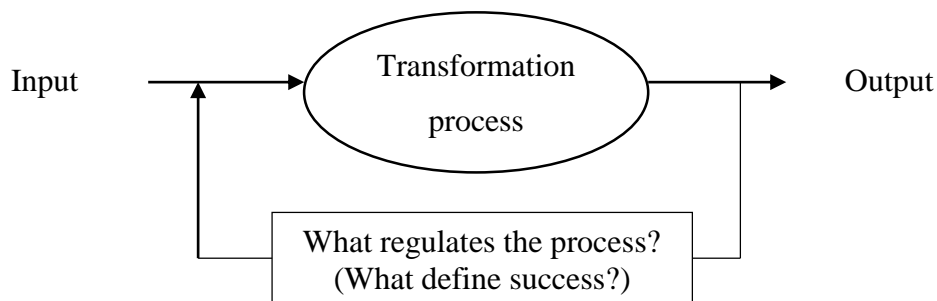 Input
Transformation
process
Output
What regulates the process?
(What define success?)